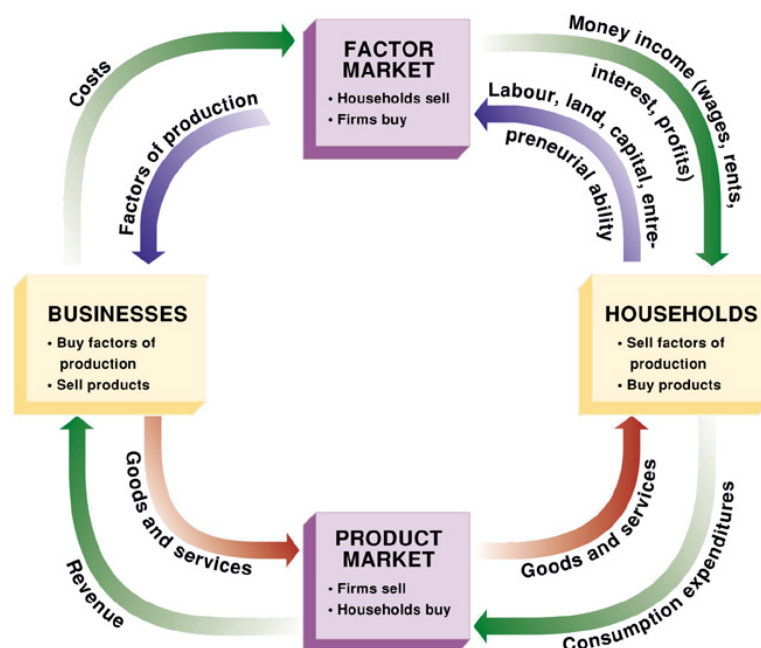 FACTOR
MARKET
• Households sell
• Firms buy
Costs
Factors of production
Money income (wages, rents,
interest, profits)
Labour, land, capital, entre-
preneurial ability
BUSINESSES
• Buy factors of
production
• Sell products
HOUSEHOLDS
• Sell factors of
production
• Buy products
Goods and services
Revenue
PRODUCT
MARKET
• Firms sell
• Households buy
Goods and services
Consumption expenditures